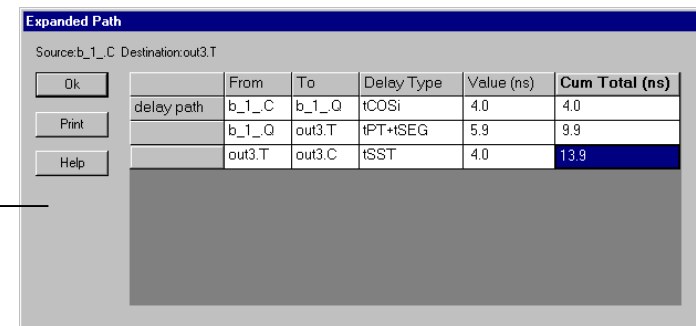 Expanded Path
Source:b_1_.C Destination:out3.T
Ok
Print
Help
From To Delay Type Value (ns) Cum Total (ns)
delay path b_1_.C b_1_.Q tCOSi 4.0 4.0
b_1_.Q out3.T tPT+tSEG 5.9 9.9
out3.T out3.C tSST 4.0 13.9